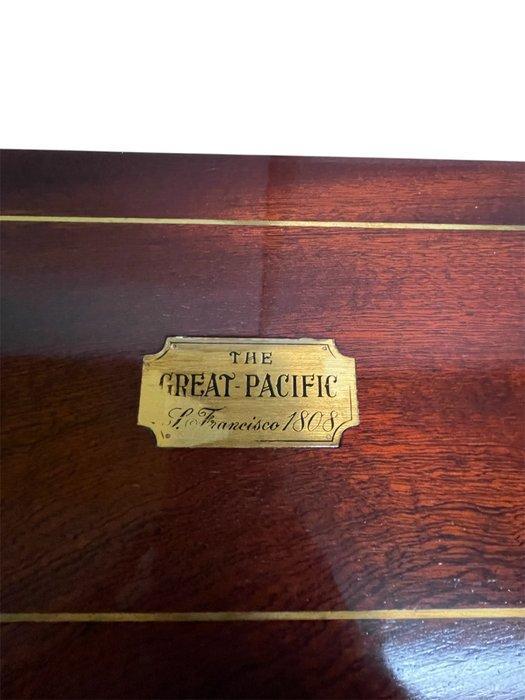 THE
GREAT-PACIFIC
S. Francisco 1808